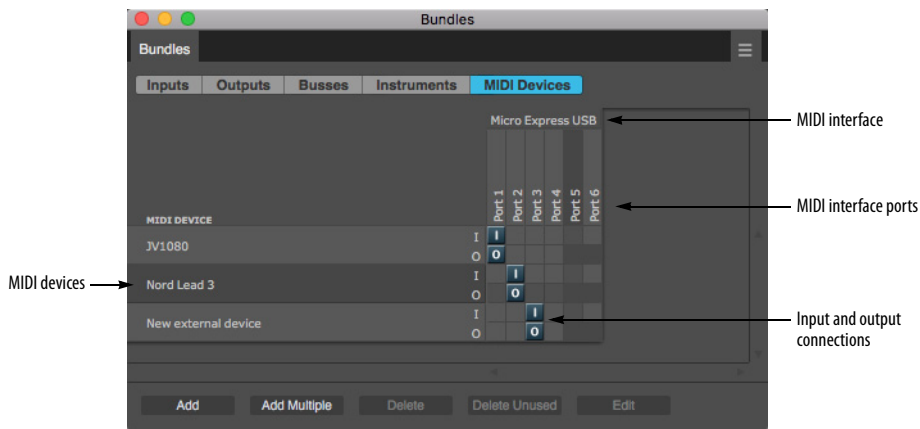 Bundles
Bundles
Inputs Outputs Busses Instruments MIDI Devices
Micro Express USB
MIDI interface
Port 1 Port 2 Port 3 Port 4 Port 5 Port 6
MIDI interface ports
MIDI DEVICE
JV1080
I I
O O
MIDI devices
Nord Lead 3
I I
O O
New external device
I I
O O
Input and output
connections
Add Add Multiple Delete Delete Unused Edit